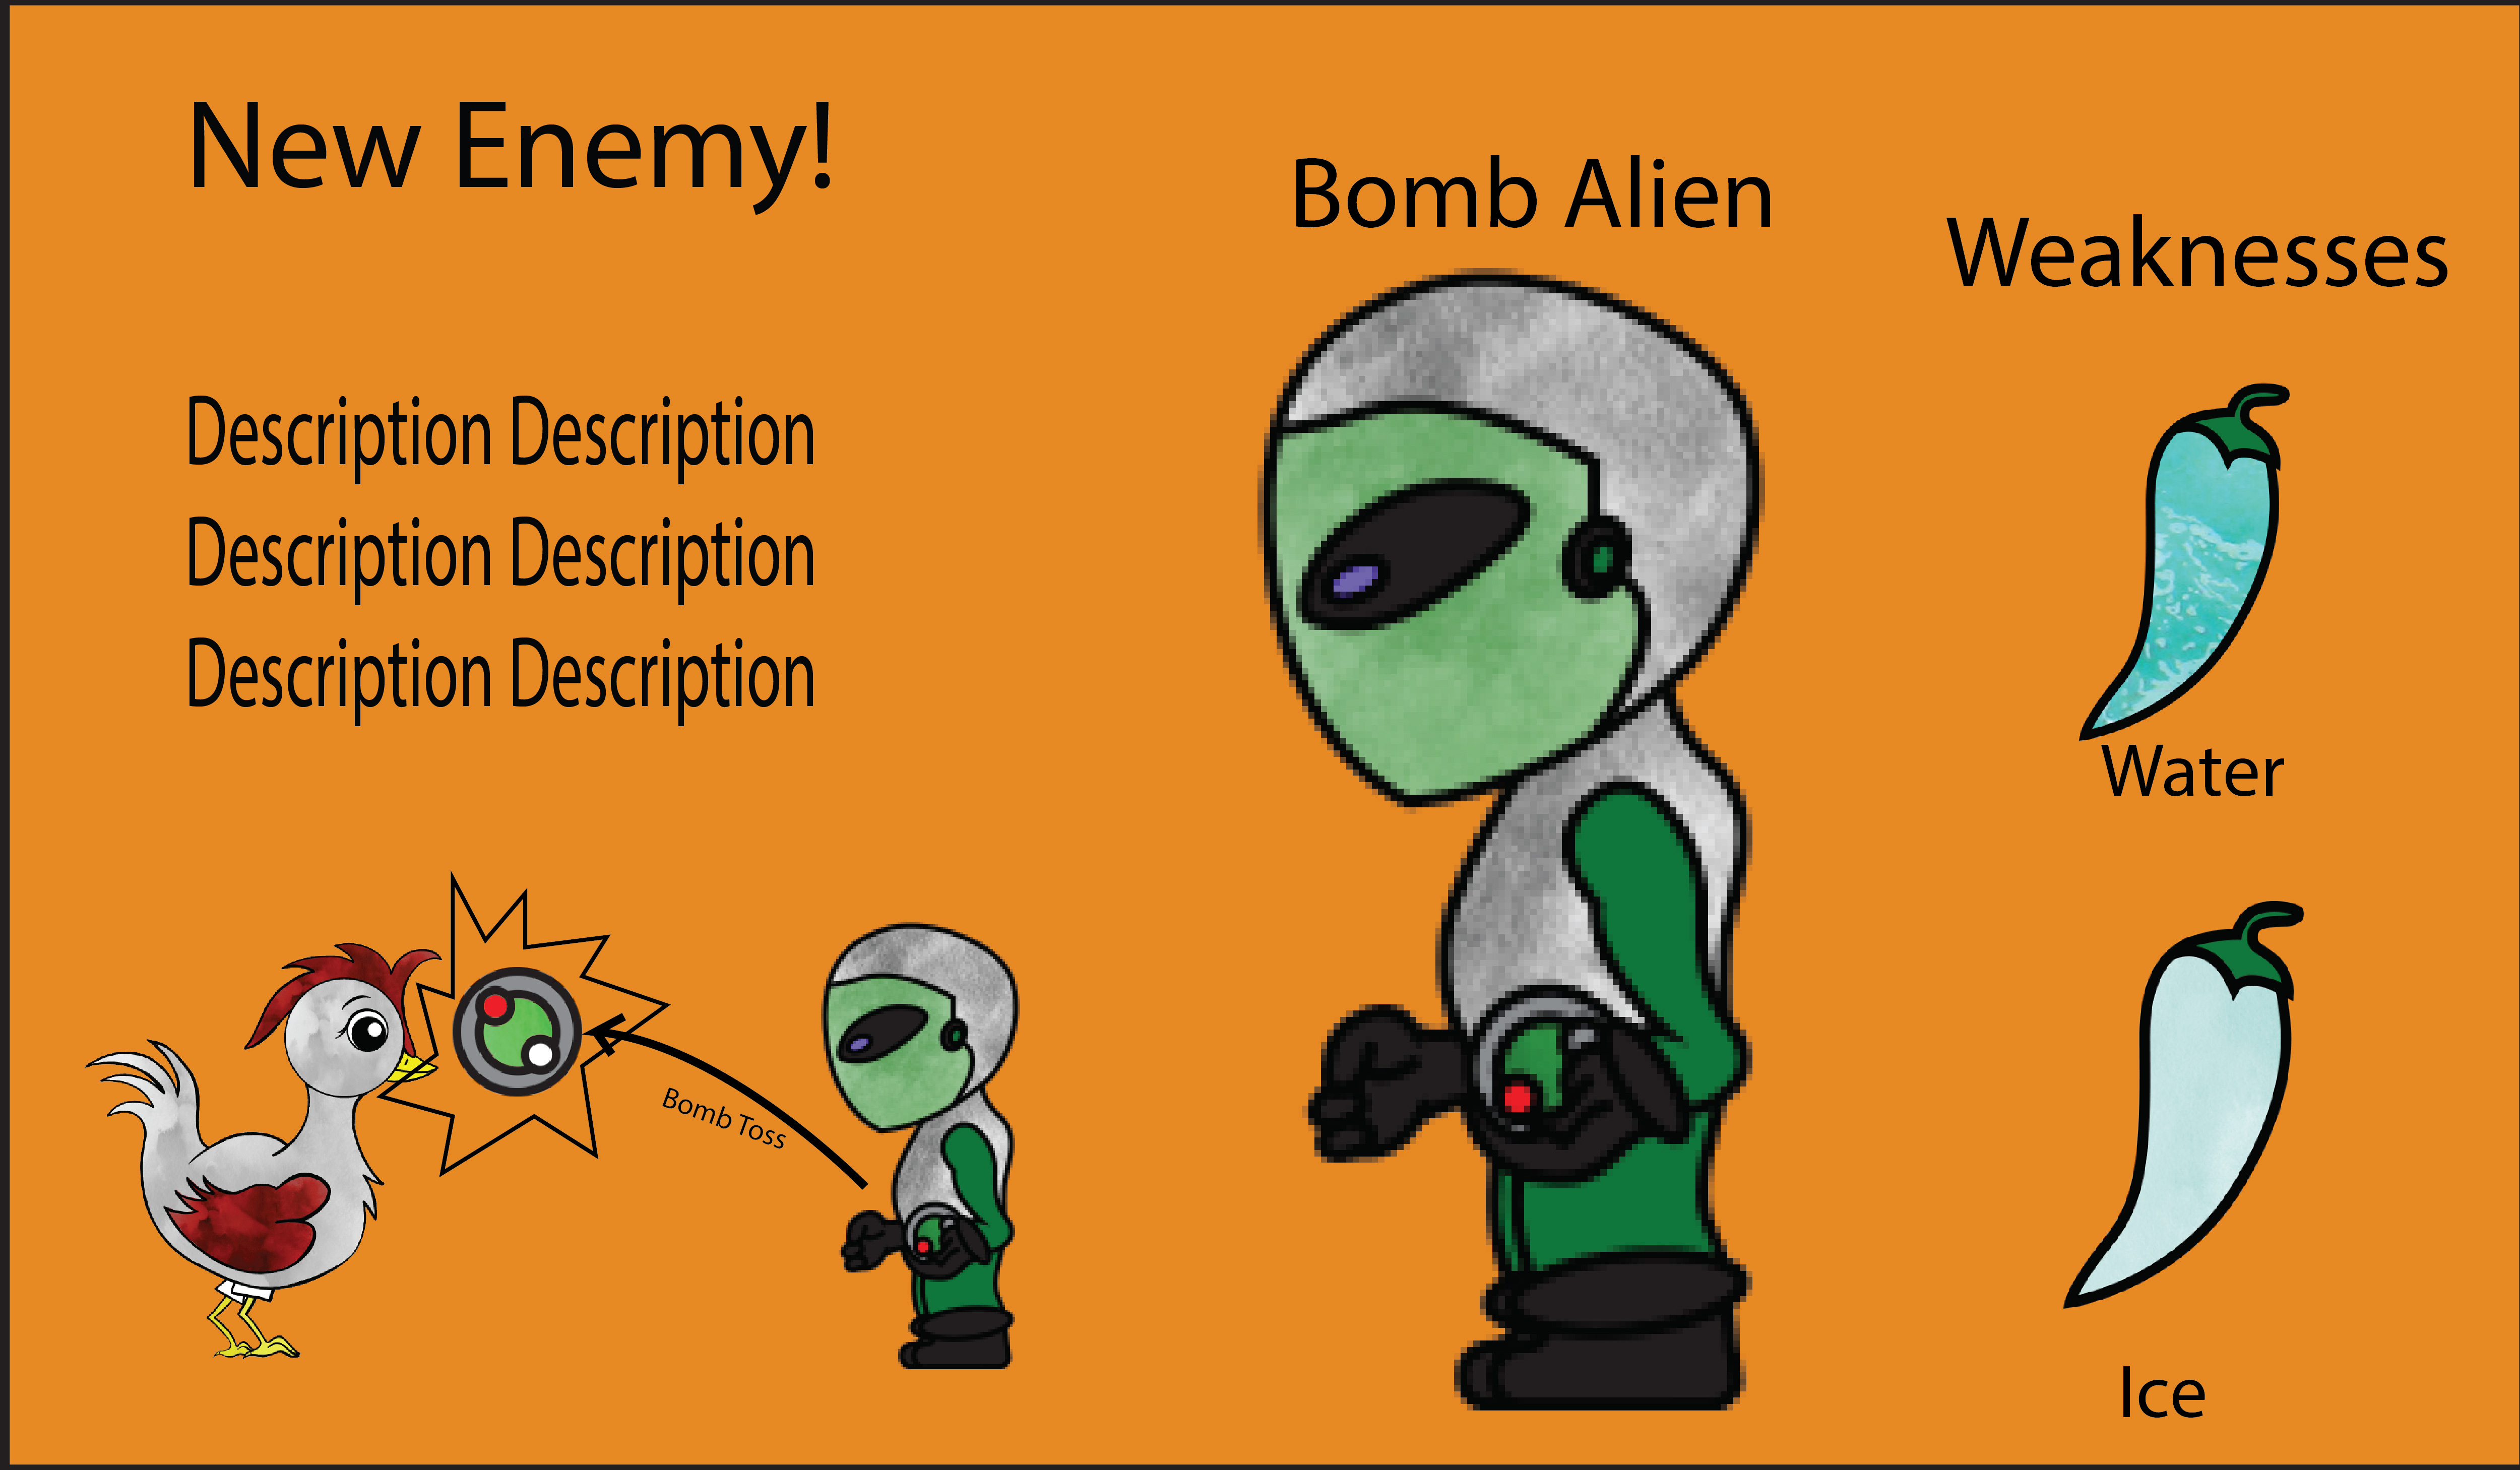 New Enemy!
Description Description
Description Description
Description Description
Bomb Toss
Bomb Alien
Weaknesses
Water
Ice